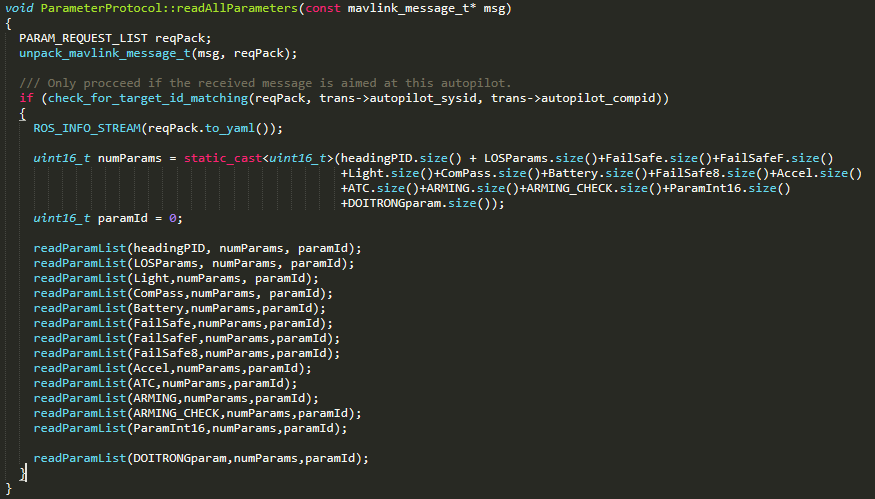 void ParameterProtocol::readAllParameters(const mavlink_message_t* msg)
{
PARAM_REQUEST_LIST reqPack;
unpack_mavlink_message_t(msg, reqPack);
/// Only procceed if the received message is aimed at this autopilot.
if (check_for_target_id_matching(reqPack, trans->autopilot_sysid, trans->autopilot_compid))
{
ROS_INFO_STREAM(reqPack.to_yaml());
uint16_t numParams = static_cast<uint16_t>(headingPID.size() + LOSParams.size()+FailSafe.size()+FailSafeF.size()
+Light.size()+ComPass.size()+Battery.size()+FailSafe8.size()+Accel.size()
+ATC.size()+ARMING.size()+ARMING_CHECK.size()+ParamInt16.size()
+DOITRONGparam.size());
uint16_t paramId = 0;
readParamList(headingPID, numParams, paramId);
readParamList(LOSParams, numParams, paramId);
readParamList(Light,numParams, paramId);
readParamList(ComPass,numParams, paramId);
readParamList(Battery,numParams,paramId);
readParamList(FailSafe,numParams,paramId);
readParamList(FailSafeF,numParams,paramId);
readParamList(FailSafe8,numParams,paramId);
readParamList(Accel,numParams,paramId);
readParamList(ATC,numParams,paramId);
readParamList(ARMING,numParams,paramId);
readParamList(ARMING_CHECK,numParams,paramId);
readParamList(ParamInt16,numParams,paramId);
readParamList(DOITRONGparam,numParams,paramId);
}
}